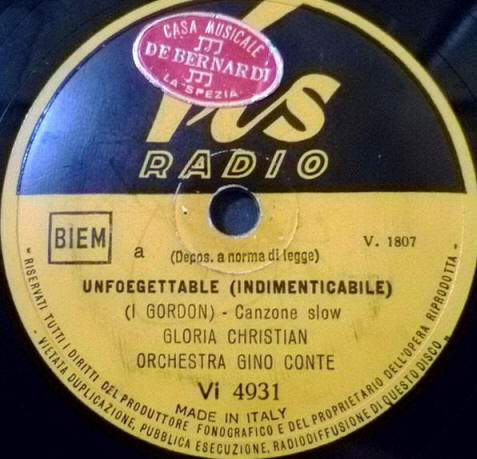 CASA MUSICALE
DE BERNARDI
LA SPEZIA
Vis
RADIO
BIEM
a
(Depos. a norma di legge)
V. 1807
UNFOEGETTABLE (INDIMENTICABILE)
(I GORDON) - Canzone slow
GLORIA CHRISTIAN
ORCHESTRA GINO CONTE
Vi 4931
MADE IN ITALY
" RISERVATI TUTTI I DIRITTI DEL PRODUTTORE FONOGRAFICO E DEL PROPRIETARIO DELL'OPERA RIPRODOTTA -
- VIETATA DUPLICAZIONE, PUBBLICA ESECUZIONE, RADIODIFFUSIONE DI QUESTO DISCO "